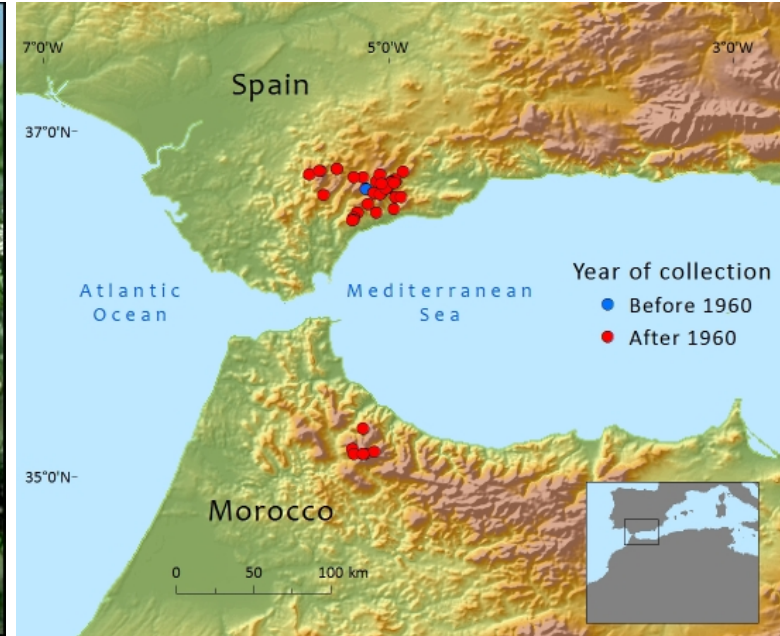 7°0'W
5°0'W
3°0'W
Spain
37°0'N
Year of collection
Atlantic
Ocean
Mediterranean
Sea
Before 1960
After 1960
35°0'N
Morocco
0 50 100 km